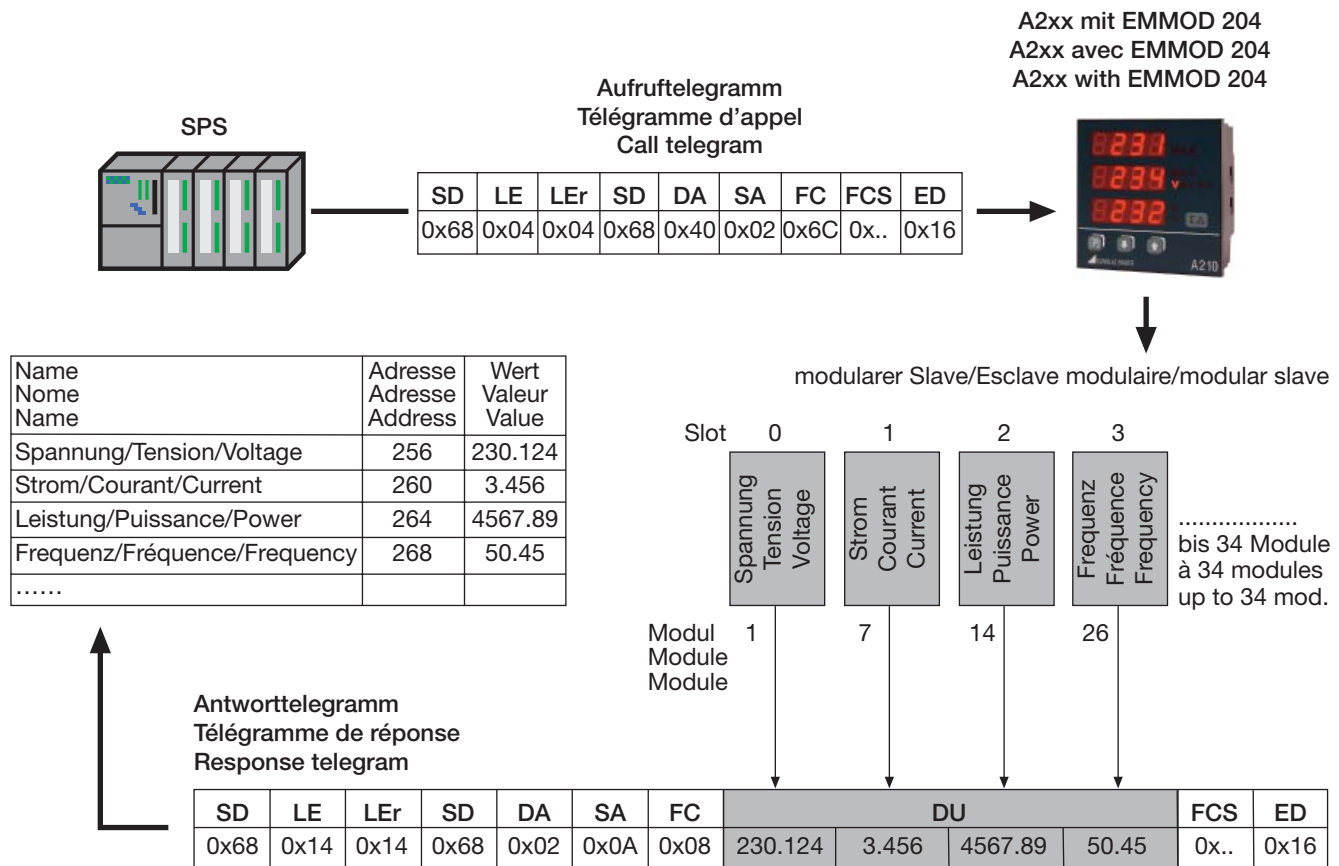 A2xx mit EMMOD 204
A2xx avec EMMOD 204
A2xx with EMMOD 204
Aufruftelegramm
Télégramme d'appel
Call telegram
SPS
SD LE LEr SD DA SA FC FCS ED
0x68 0x04 0x04 0x68 0x40 0x02 0x6C 0x.. 0x16
231
234 V
232
A210
modularer Slave/Esclave modulaire/modular slave
Name Adresse Wert
Nome Adresse Valeur
Name Address Value
Spannung/Tension/Voltage 256 230.124
Strom/Courant/Current 260 3.456
Leistung/Puissance/Power 264 4567.89
Frequenz/Fréquence/Frequency 268 50.45
......
Slot 0 1 2 3
Spannung
Tension
Voltage
Strom
Courant
Current
Leistung
Puissance
Power
Frequenz
Fréquence
Frequency
..................
bis 34 Module
à 34 modules
up to 34 mod.
Modul 1 7 14 26
Module
Module
Antworttelegramm
Télégramme de réponse
Response telegram
SD LE LEr SD DA SA FC DU FCS ED
0x68 0x14 0x14 0x68 0x02 0x0A 0x08 230.124 3.456 4567.89 50.45 0x.. 0x16